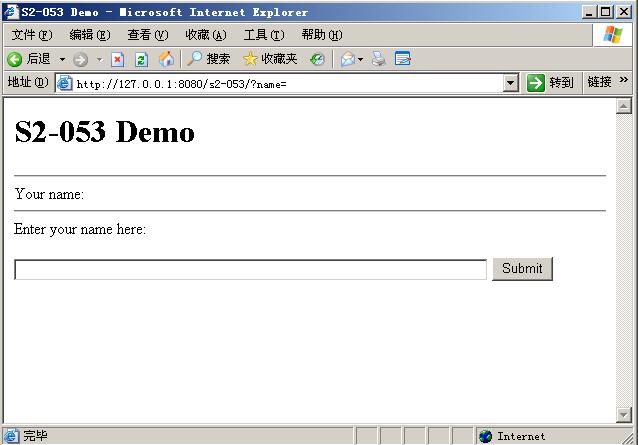 S2-053 Demo - Microsoft Internet Explorer
文件(F) 编辑(E) 查看(V) 收藏(A) 工具(T) 帮助(H)
后退 搜索 收藏夹
地址(D) http://127.0.0.1:8080/s2-053/?name= 转到 链接 »
S2-053 Demo
Your name:
Enter your name here:
Submit
完毕 Internet